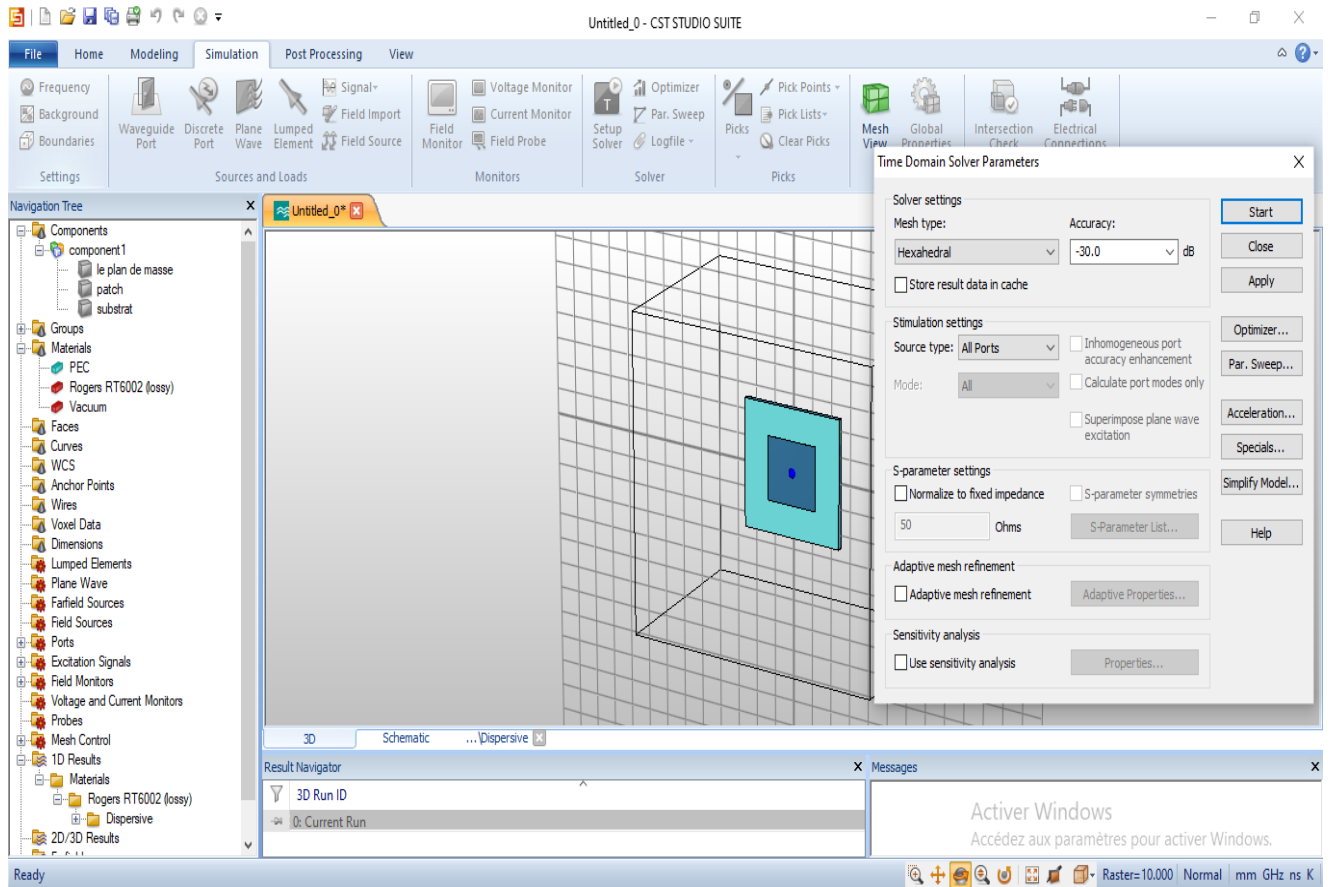 Untitled_0 - CST STUDIO SUITE
File Home Modeling Simulation Post Processing View
Frequency
Background
Boundaries
Settings
Waveguide Port
Discrete Port
Plane Wave
Lumped Element
Signal
Field Import
Field Source
Sources and Loads
Field Monitor
Voltage Monitor
Current Monitor
Field Probe
Monitors
Setup Solver
Optimizer
Par. Sweep
Logfile
Solver
Picks
Pick Points
Pick Lists
Clear Picks
Picks
Mesh View
Global Properties
Intersection Check
Electrical Connections
Navigation Tree
Components
component1
le plan de masse
patch
substrat
Groups
Materials
PEC
Rogers RT6002 (lossy)
Vacuum
Faces
Curves
WCS
Anchor Points
Wires
Voxel Data
Dimensions
Lumped Elements
Plane Wave
Farfield Sources
Field Sources
Ports
Excitation Signals
Field Monitors
Voltage and Current Monitors
Probes
Mesh Control
1D Results
Materials
Rogers RT6002 (lossy)
Dispersive
2D/3D Results
Untitled_0*
3D Schematic ...\Dispersive
Result Navigator
3D Run ID
0: Current Run
Messages
Activer Windows
Accédez aux paramètres pour activer Windows.
Time Domain Solver Parameters
Solver settings
Mesh type: Accuracy:
Hexahedral -30.0 dB
Store result data in cache
Stimulation settings
Source type: All Ports
Inhomogeneous port
accuracy enhancement
Mode: All
Calculate port modes only
Superimpose plane wave
excitation
S-parameter settings
Normalize to fixed impedance
S-parameter symmetries
50 Ohms
S-Parameter List...
Adaptive mesh refinement
Adaptive mesh refinement
Adaptive Properties...
Sensitivity analysis
Use sensitivity analysis
Properties...
Start
Close
Apply
Optimizer...
Par. Sweep...
Acceleration...
Specials...
Simplify Model...
Help
Ready
Raster=10.000 Normal mm GHz ns K